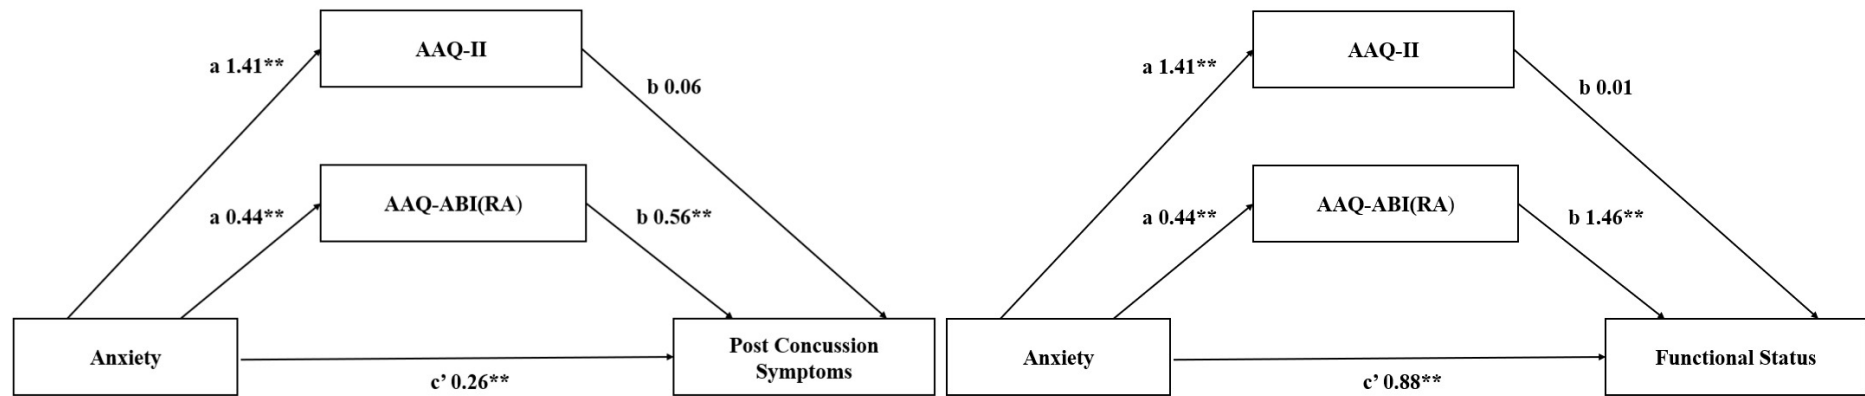 AAQ-II
a 1.41**
b 0.06
AAQ-ABI(RA)
a 0.44**
b 0.56**
Anxiety
Post Concussion
Symptoms
c’ 0.26**
AAQ-II
a 1.41**
b 0.01
AAQ-ABI(RA)
a 0.44**
b 1.46**
Anxiety
Functional Status
c’ 0.88**